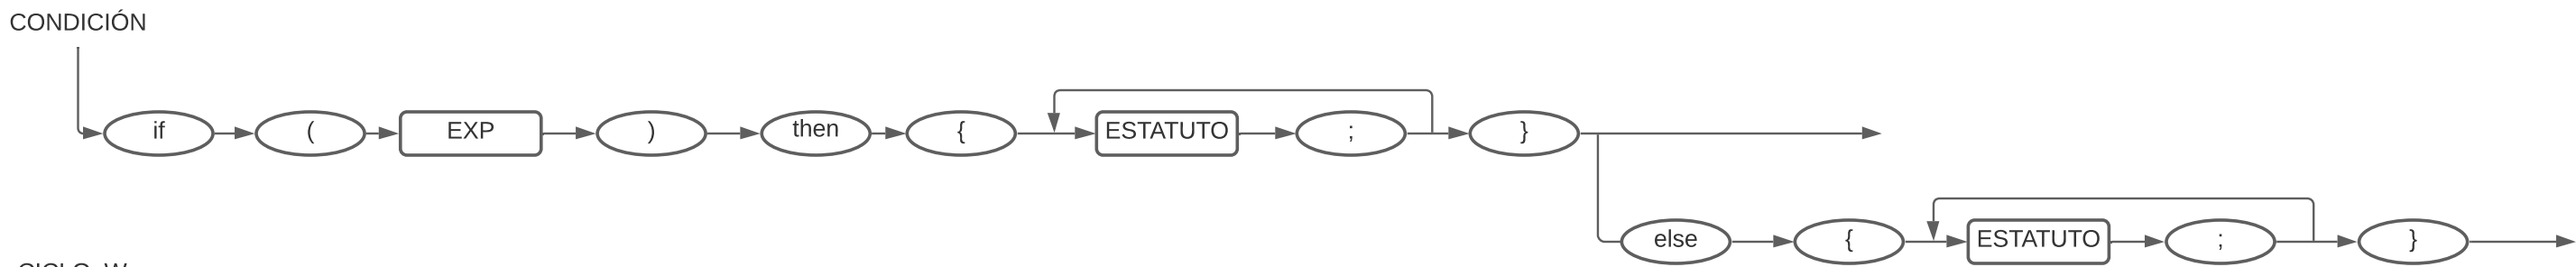 CONDICIÓN
if ( EXP ) then { ESTATUTO ; }
else { ESTATUTO ; }